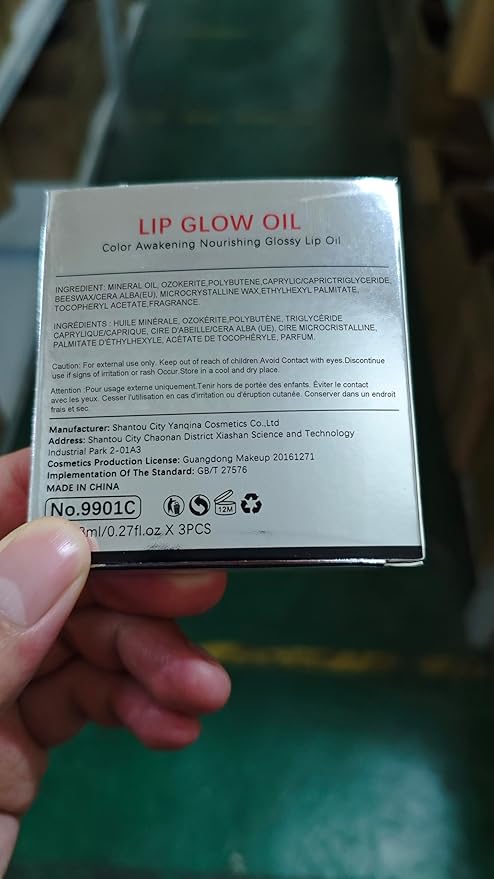 LIP GLOW OIL
Color Awakening Nourishing Glossy Lip Oil
INGREDIENT: MINERAL OIL, OZOKERITE,POLYBUTENE,CAPRYLIC/CAPRICTRIGLYCERIDE,
BEESWAX/CERA ALBA(EU), MICROCRYSTALLINE WAX,ETHYLHEXYL PALMITATE,
TOCOPHERYL ACETATE,FRAGRANCE.
INGRÉDIENTS : HUILE MINÉRALE, OZOKÉRITE,POLYBUTÈNE, TRIGLYCÉRIDE
CAPRYLIQUE/CAPRIQUE, CIRE D'ABEILLE/CERA ALBA (UE), CIRE MICROCRISTALLINE,
PALMITATE D'ÉTHYLHEXYLE, ACÉTATE DE TOCOPHÉRYLE, PARFUM.
Caution: For external use only. Keep out of reach of children.Avoid Contact with eyes.Discontinue
use if signs of irritation or rash Occur.Store in a cool and dry place.
Attention :Pour usage externe uniquement.Tenir hors de portée des enfants. Éviter le contact
avec les yeux. Cesser l'utilisation en cas d'irritation ou d'éruption cutanée. Conserver dans un endroit
frais et sec.
Manufacturer: Shantou City Yanqina Cosmetics Co.,Ltd
Address: Shantou City Chaonan District Xiashan Science and Technology
Industrial Park 2-01A3
Cosmetics Production License: Guangdong Makeup 20161271
Implementation Of The Standard: GB/T 27576
MADE IN CHINA
No.9901C
12M
8ml/0.27fl.oz X 3PCS